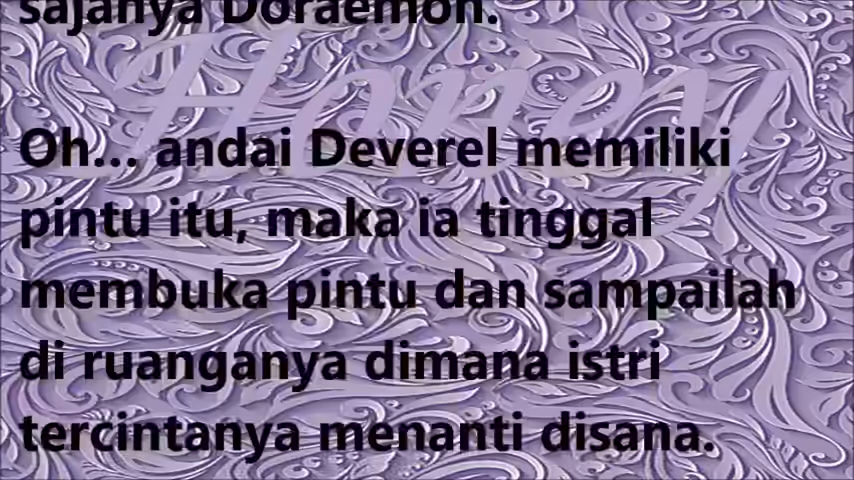 sajanya Doraemon.
Honey
Oh... andai Deverel memiliki
pintu itu, maka ia tinggal
membuka pintu dan sampailah
di ruanganya dimana istri
tercintanya menanti disana.